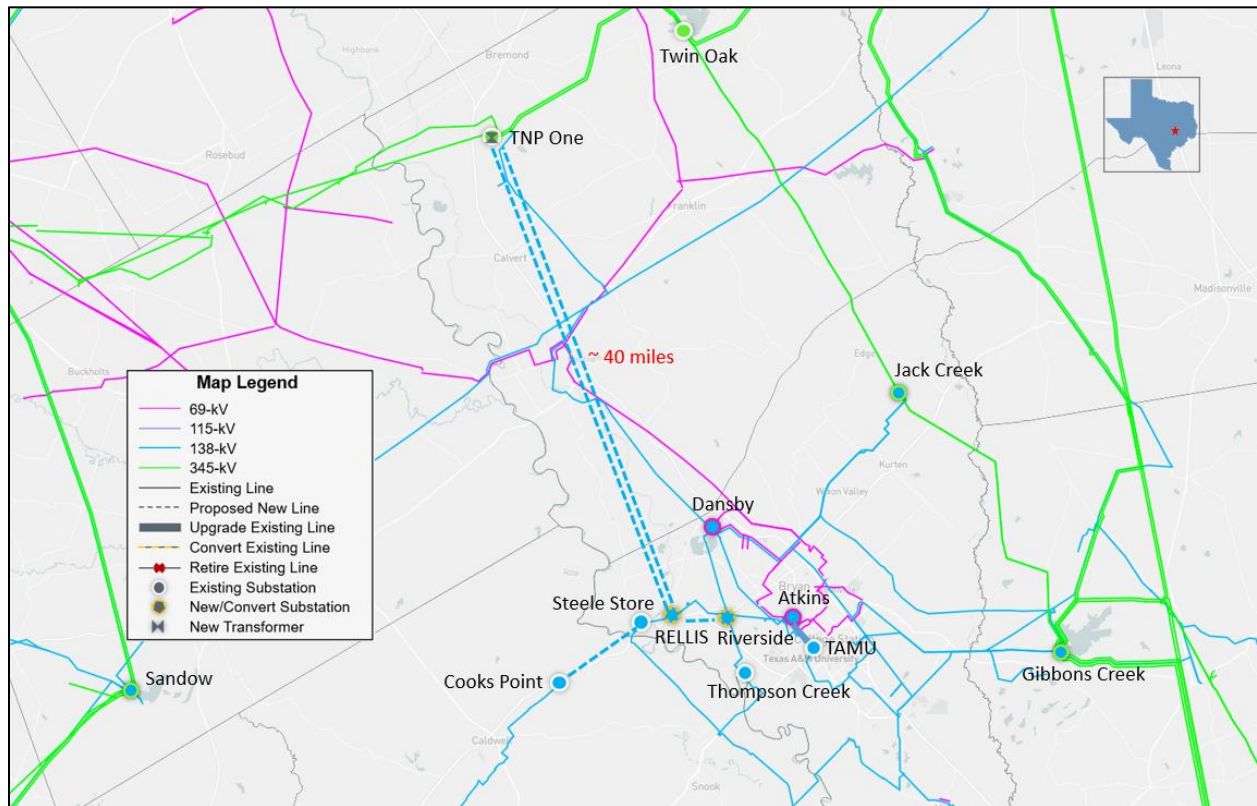 Highbank
Bremond
Twin Oak
Leona
TNP One
Rosebud
Franklin
Calvert
Madisonville
~ 40 miles
Edge
Buckholts
Jack Creek
Map Legend
69-kV
115-kV
138-kV
345-kV
Existing Line
Proposed New Line
Upgrade Existing Line
Convert Existing Line
Retire Existing Line
Existing Substation
New/Convert Substation
New Transformer
Kurten
Wixon Valley
Dansby
Rita
Bryan
Steele Store
Atkins
RELLIS
Riverside
TAMU
Texas A&M University
Gibbons Creek
Sandow
Cooks Point
Thompson Creek
Caldwell
Snook